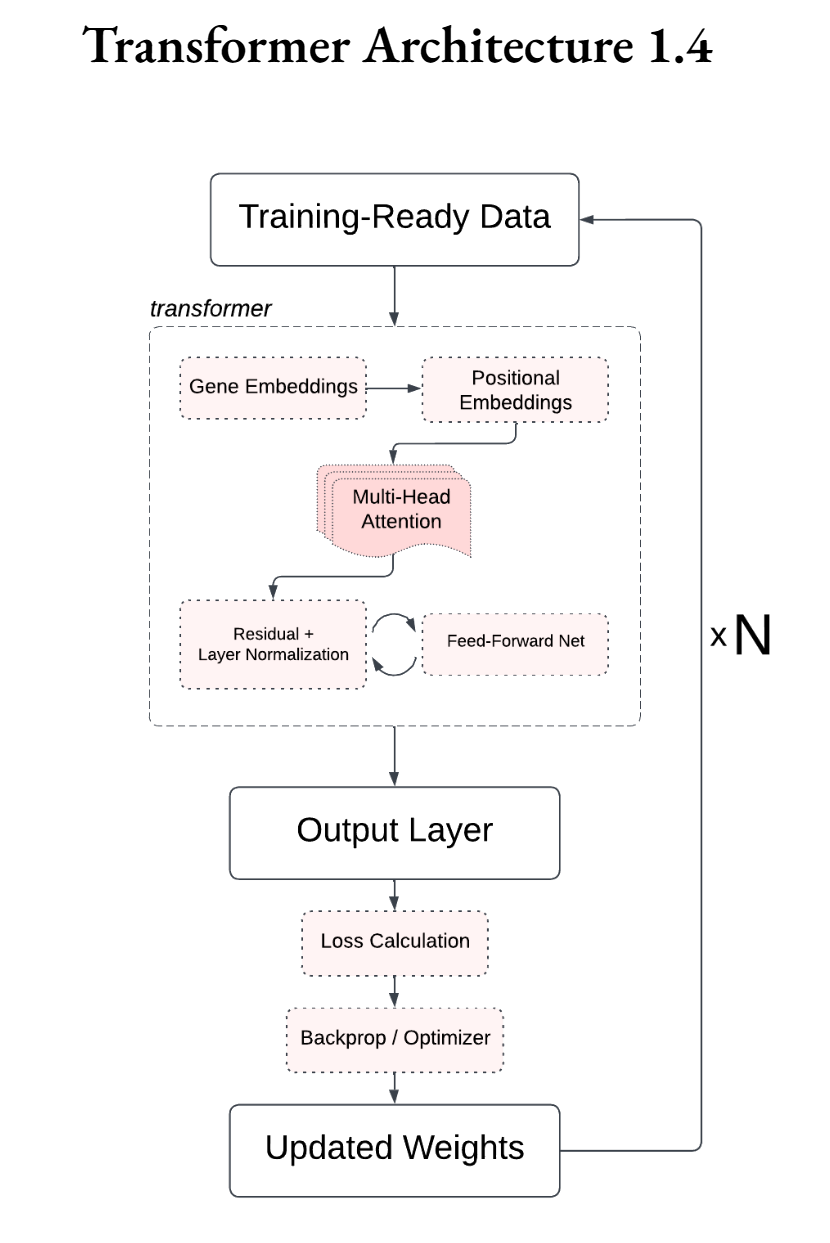 Transformer Architecture 1.4
Training-Ready Data
transformer
Gene Embeddings
Positional
Embeddings
Multi-Head
Attention
Residual +
Layer Normalization
Feed-Forward Net
x N
Output Layer
Loss Calculation
Backprop / Optimizer
Updated Weights